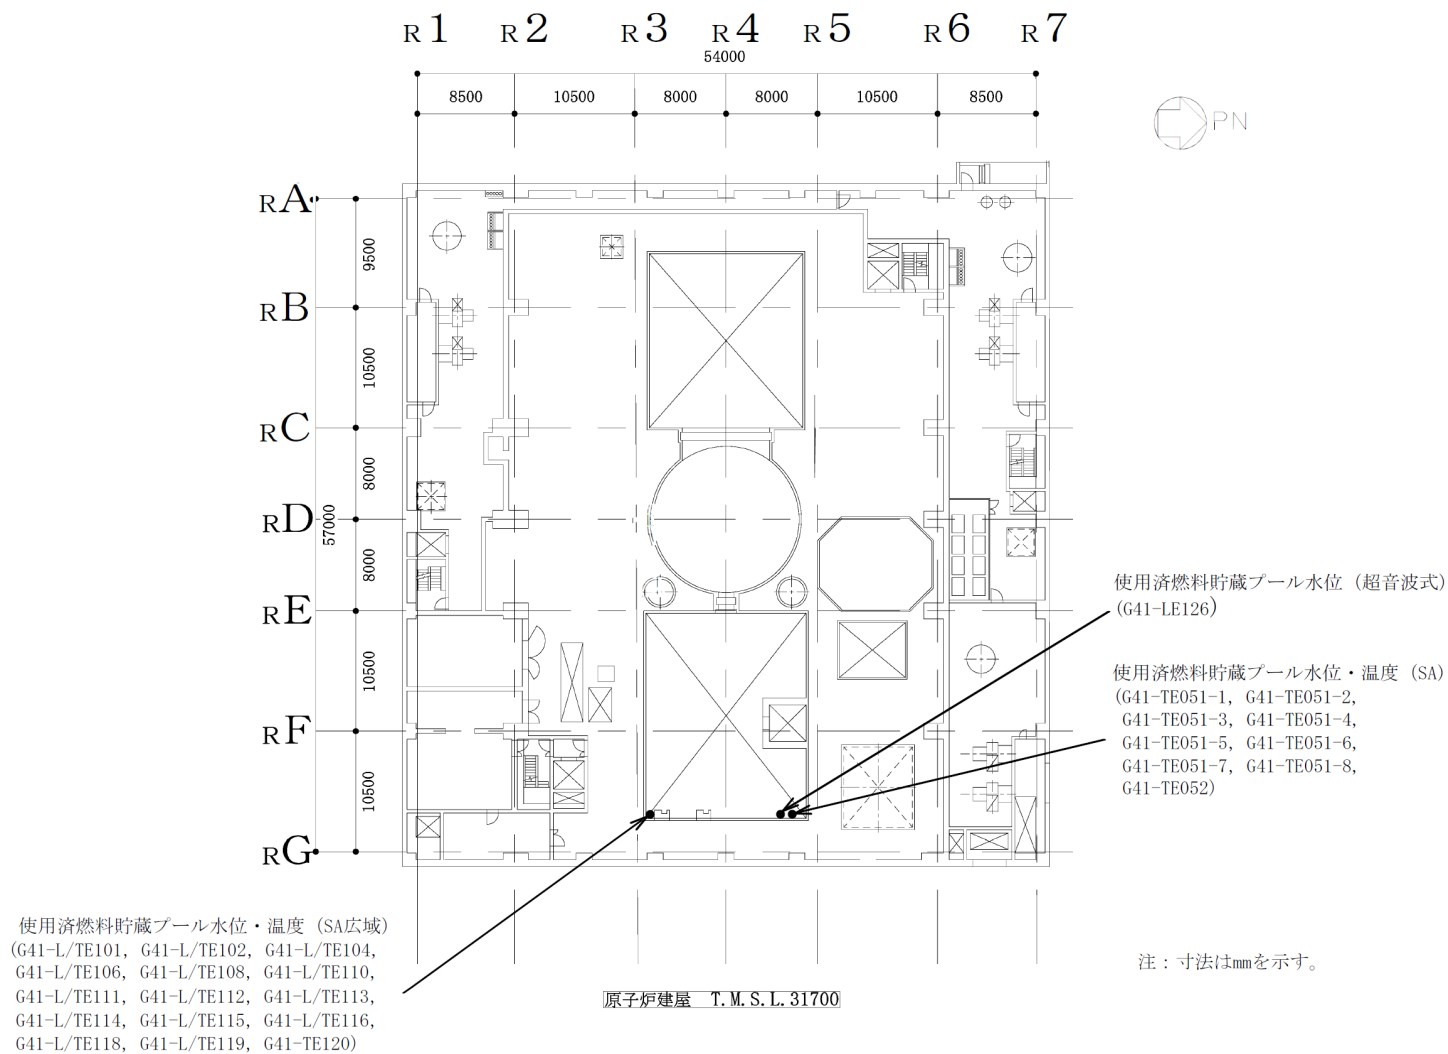 R1 R2 R3 R4 R5 R6 R7
54000
8500 10500 8000 8000 10500 8500
PN
RA
9500
RB
10500
RC
8000
RD
57000
8000
RE
10500
RF
10500
RG
使用済燃料貯蔵プール水位（超音波式）
(G41-LE126)
使用済燃料貯蔵プール水位・温度（SA）
(G41-TE051-1, G41-TE051-2,
G41-TE051-3, G41-TE051-4,
G41-TE051-5, G41-TE051-6,
G41-TE051-7, G41-TE051-8,
G41-TE052)
使用済燃料貯蔵プール水位・温度（SA広域）
(G41-L/TE101, G41-L/TE102, G41-L/TE104,
G41-L/TE106, G41-L/TE108, G41-L/TE110,
G41-L/TE111, G41-L/TE112, G41-L/TE113,
G41-L/TE114, G41-L/TE115, G41-L/TE116,
G41-L/TE118, G41-L/TE119, G41-TE120)
原子炉建屋 T.M.S.L.31700
注：寸法はmmを示す。